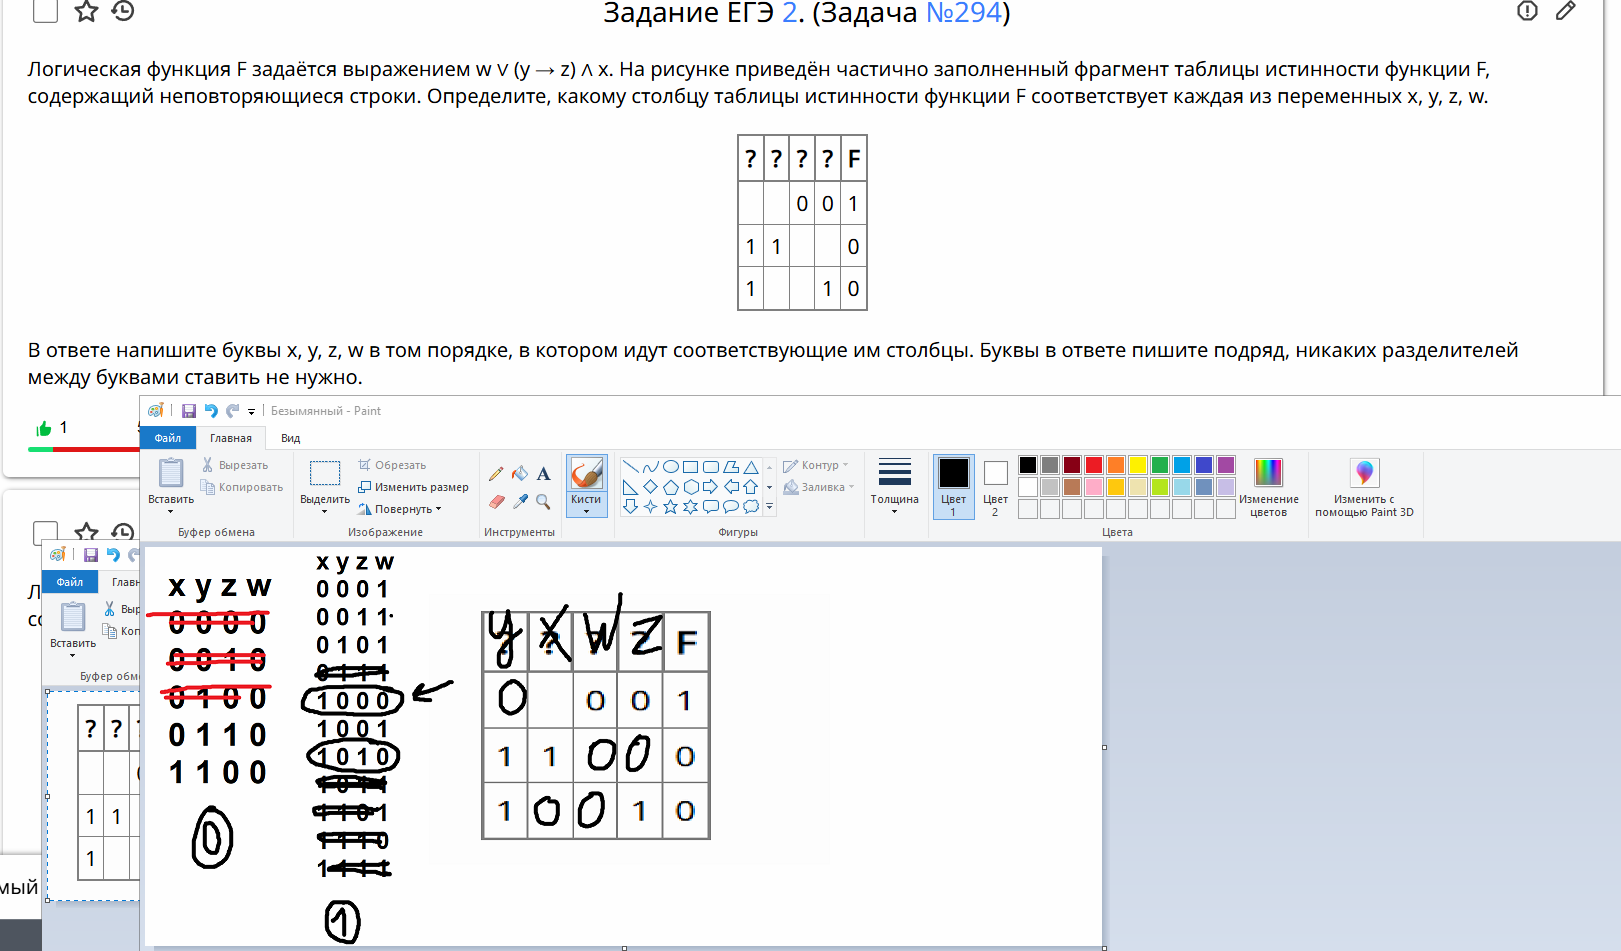 Задание ЕГЭ 2. (Задача №294)
Логическая функция F задаётся выражением w ∨ (y → z) ∧ x. На рисунке приведён частично заполненный фрагмент таблицы истинности функции F,
содержащий неповторяющиеся строки. Определите, какому столбцу таблицы истинности функции F соответствует каждая из переменных x, y, z, w.
? ? ? ? F
0 0 1
1 1 0
1 1 0
В ответе напишите буквы x, y, z, w в том порядке, в котором идут соответствующие им столбцы. Буквы в ответе пишите подряд, никаких разделителей
между буквами ставить не нужно.
1
Безымянный - Paint
Файл Главная Вид
Вставить
Вырезать
Копировать
Буфер обмена
Выделить
Обрезать
Изменить размер
Повернуть
Изображение
A
Инструменты
Кисти
Фигуры
Контур
Заливка
Толщина
Цвет 1
Цвет 2
Изменение цветов
Цвета
Изменить с помощью Paint 3D
Файл Главн
Вставить
Выр
Коп
Буфер обм
? ?
1 1
1
мый
x y z w
0 0 0 0
0 0 1 0
0 1 0 0
0 1 1 0
1 1 0 0
0
x y z w
0 0 0 1
0 0 1 1
0 1 0 1
0 1 1 1
1 0 0 0
1 0 0 1
1 0 1 0
1 0 1 1
1 1 0 1
1 1 1 0
1 1 1 1
1
y x w z F
0 0 0 1
1 1 0 0 0
1 0 0 1 0